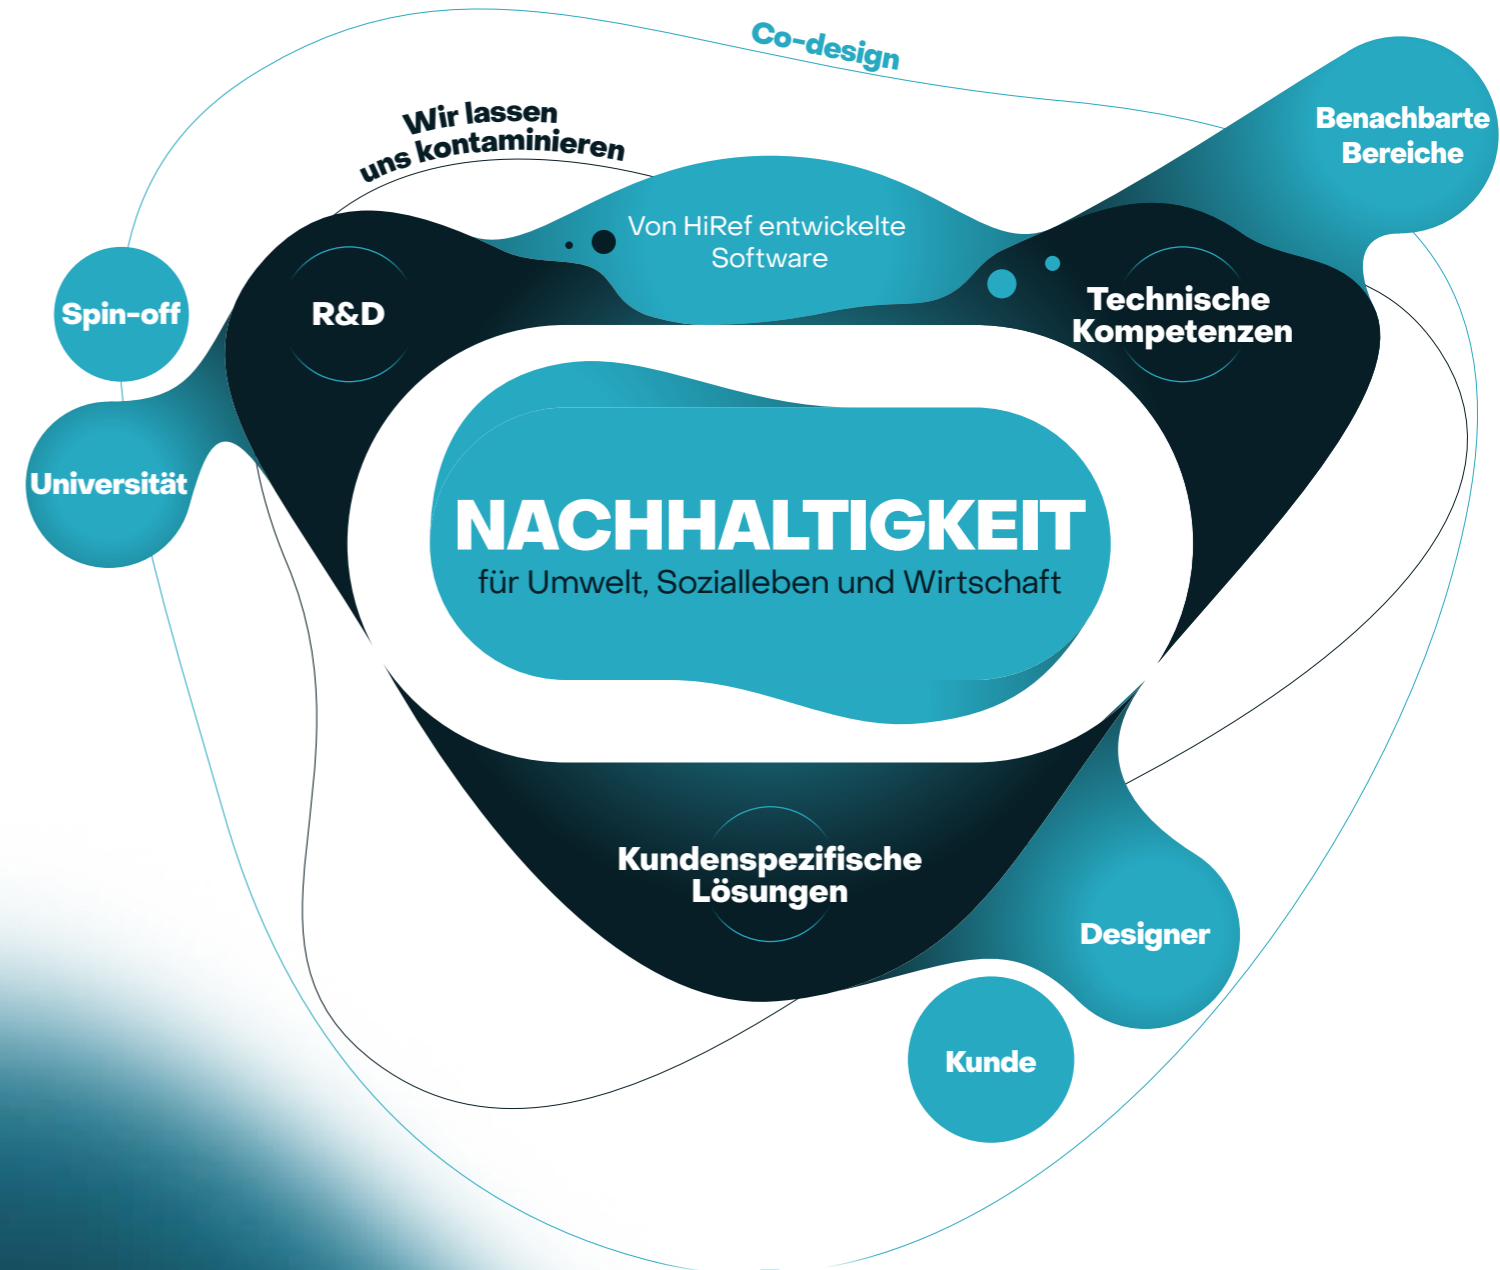 Co-design
Wir lassen
uns kontaminieren
Benachbarte
Bereiche
Von HiRef entwickelte
Software
Spin-off
R&D
Technische
Kompetenzen
Universität
NACHHALTIGKEIT
für Umwelt, Sozialleben und Wirtschaft
Kundenspezifische
Lösungen
Designer
Kunde